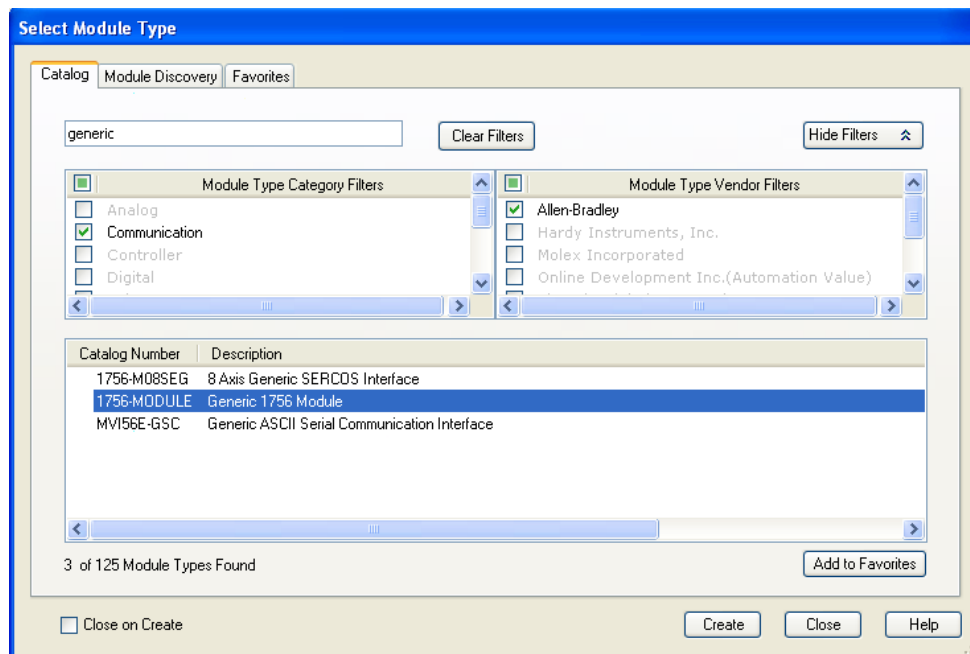 Select Module Type
Catalog Module Discovery Favorites
generic Clear Filters Hide Filters
Module Type Category Filters Module Type Vendor Filters
Analog Allen-Bradley
Communication Hardy Instruments, Inc.
Controller Molex Incorporated
Digital Online Development Inc.(Automation Value)
Catalog Number Description
1756-M08SEG 8 Axis Generic SERCOS Interface
1756-MODULE Generic 1756 Module
MVI56E-GSC Generic ASCII Serial Communication Interface
3 of 125 Module Types Found Add to Favorites
Close on Create Create Close Help